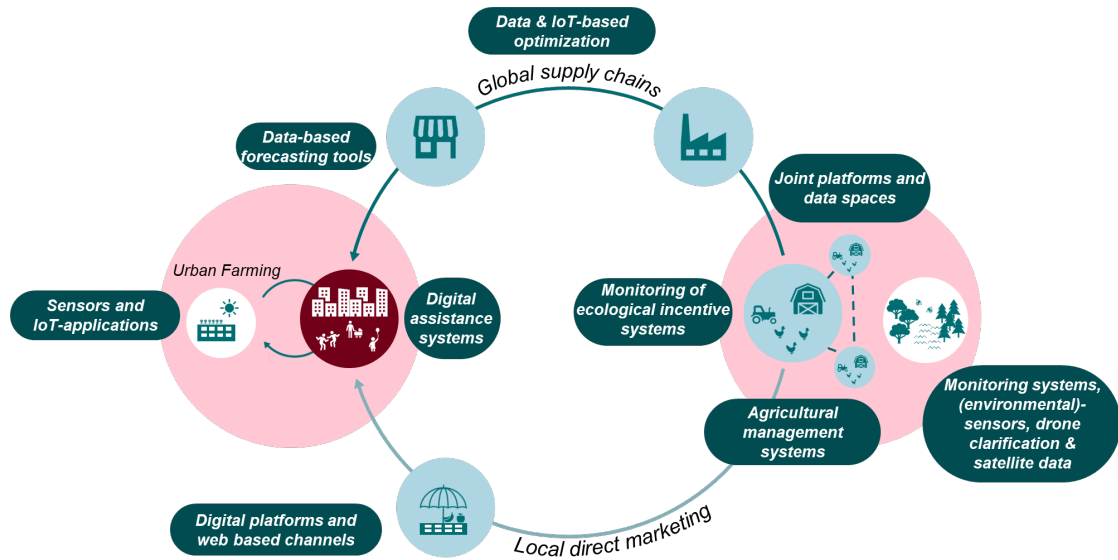 Data & IoT-based
optimization
Global supply chains
Data-based
forecasting tools
Joint platforms and
data spaces
Urban Farming
Sensors and
IoT-applications
Digital
assistance
systems
Monitoring of
ecological incentive
systems
Agricultural
management
systems
Monitoring systems,
(environmental)-
sensors, drone
clarification &
satellite data
Digital platforms and
web based channels
Local direct marketing